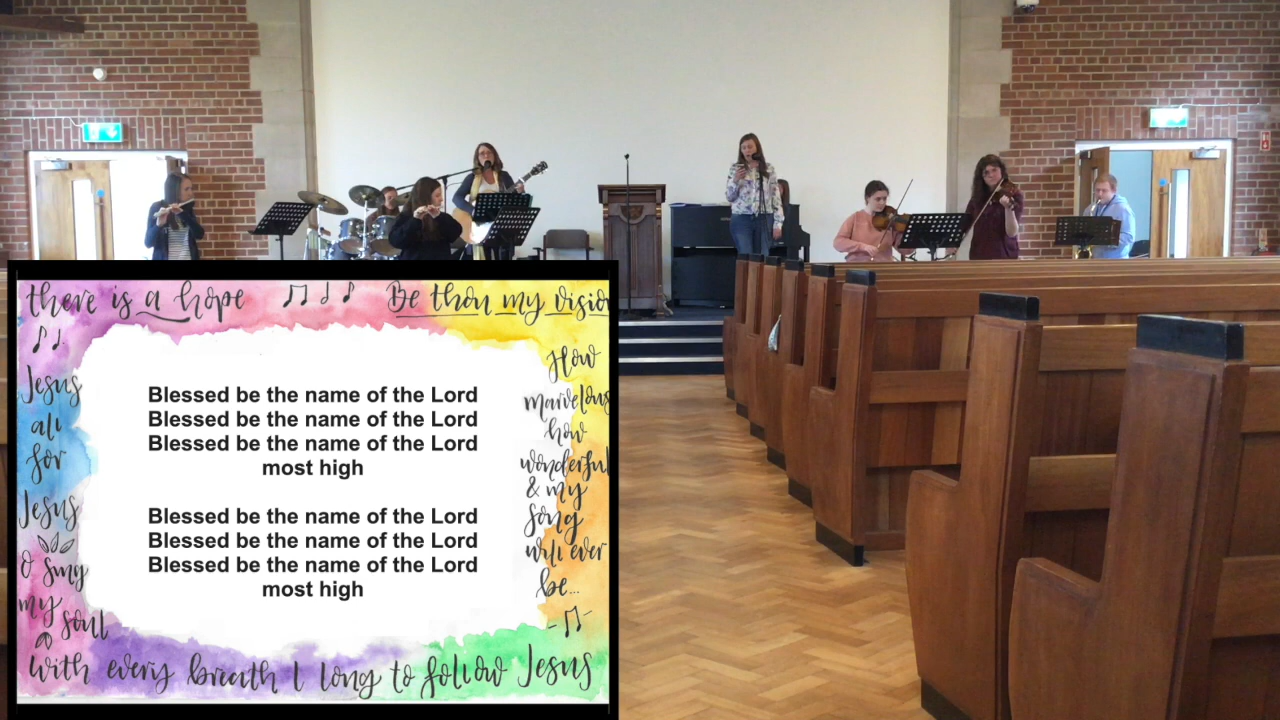 there is a hope
Be thou my vision
Jesus
all
for
Jesus
O sing
my
soul
Blessed be the name of the Lord
Blessed be the name of the Lord
Blessed be the name of the Lord
most high
Blessed be the name of the Lord
Blessed be the name of the Lord
Blessed be the name of the Lord
most high
How
marvelous
how
wonderful
& my
song
will ever
be...
with every breath I long to follow Jesus